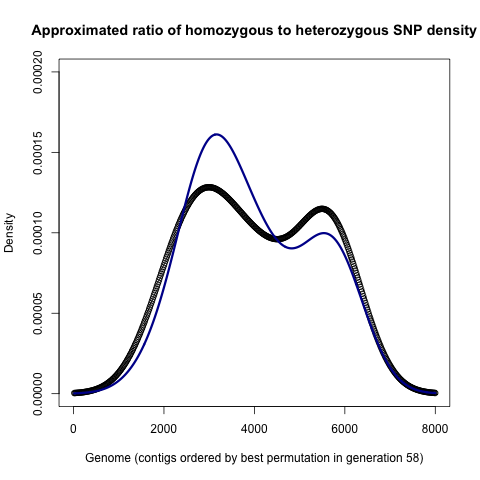 Approximated ratio of homozygous to heterozygous SNP density
0.00020
0.00015
0.00010
0.00005
0.00000
Density
0 2000 4000 6000 8000
Genome (contigs ordered by best permutation in generation 58)